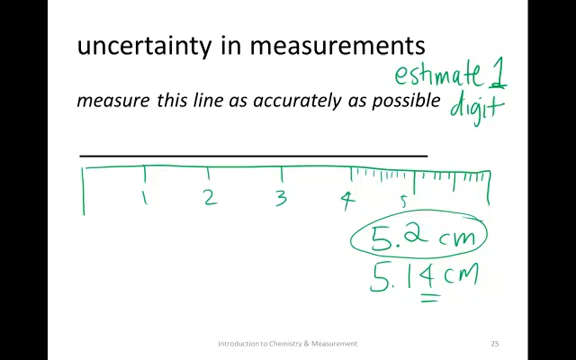 uncertainty in measurements
estimate 1
digit
measure this line as accurately as possible
1 2 3 4 5
5.2 cm
5.14 cm
Introduction to Chemistry & Measurement
25